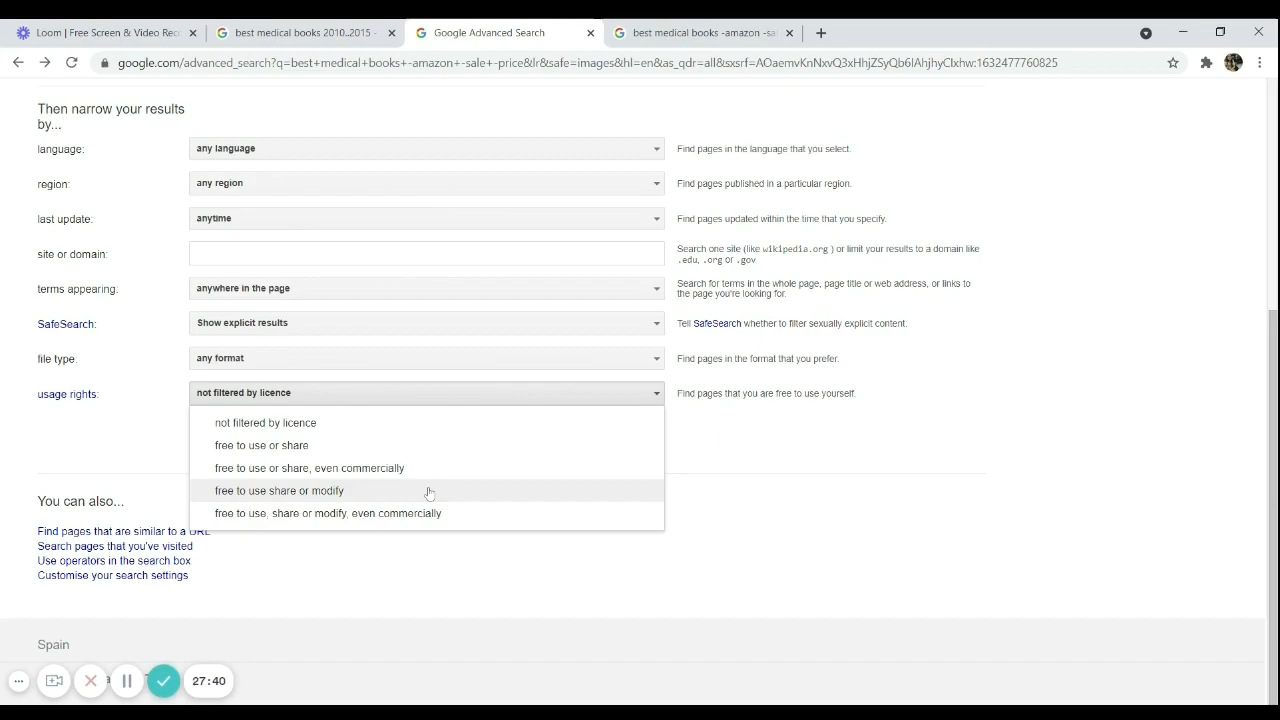 Loom | Free Screen & Video Rec
best medical books 2010..2015 -
Google Advanced Search
best medical books -amazon -sa
google.com/advanced_search?q=best+medical+books+-amazon+-sale+-price&lr&safe=images&hl=en&as_qdr=all&sxsrf=AOaemvKnNxvQ3xHhjZSyQb6lAhjhyClxhw:1632477760825
Then narrow your results
by...
language:
any language
Find pages in the language that you select.
region:
any region
Find pages published in a particular region.
last update:
anytime
Find pages updated within the time that you specify.
site or domain:
Search one site (like wikipedia.org ) or limit your results to a domain like
.edu, .org or .gov
terms appearing:
anywhere in the page
Search for terms in the whole page, page title or web address, or links to
the page you're looking for.
SafeSearch:
Show explicit results
Tell SafeSearch whether to filter sexually explicit content.
file type:
any format
Find pages in the format that you prefer.
usage rights:
not filtered by licence
Find pages that you are free to use yourself.
not filtered by licence
free to use or share
free to use or share, even commercially
free to use share or modify
free to use, share or modify, even commercially
You can also...
Find pages that are similar to a URL
Search pages that you've visited
Use operators in the search box
Customise your search settings
Spain
27:40